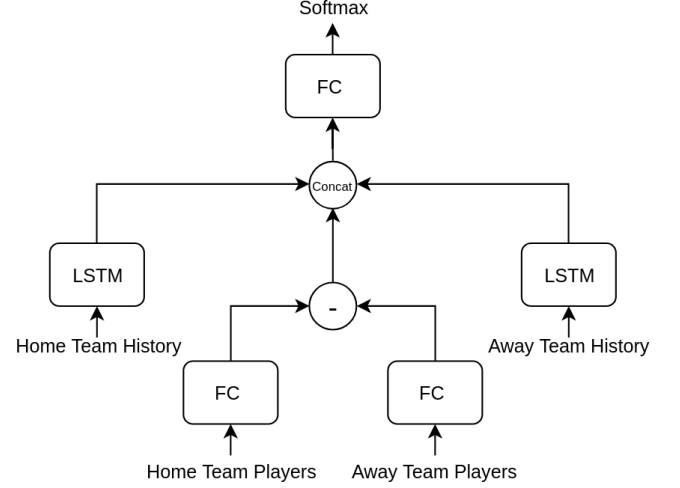 Softmax
FC
Concat
LSTM
LSTM
-
Home Team History
Away Team History
FC
FC
Home Team Players
Away Team Players